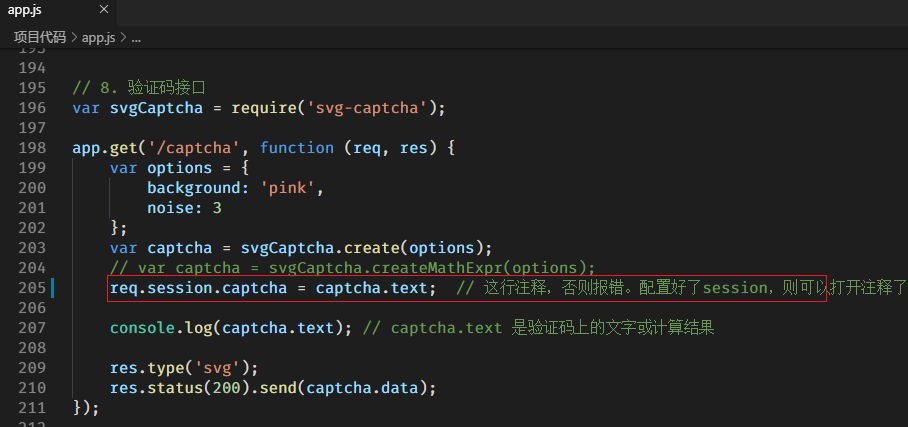 app.js ×
项目代码 > app.js > ...
193
194
195 // 8. 验证码接口
196 var svgCaptcha = require('svg-captcha');
197
198 app.get('/captcha', function (req, res) {
199     var options = {
200         background: 'pink',
201         noise: 3
202     };
203     var captcha = svgCaptcha.create(options);
204     // var captcha = svgCaptcha.createMathExpr(options);
205     req.session.captcha = captcha.text;  // 这行注释，否则报错。配置好了session，则可以打开注释了
206
207     console.log(captcha.text); // captcha.text 是验证码上的文字或计算结果
208
209     res.type('svg');
210     res.status(200).send(captcha.data);
211 });
212